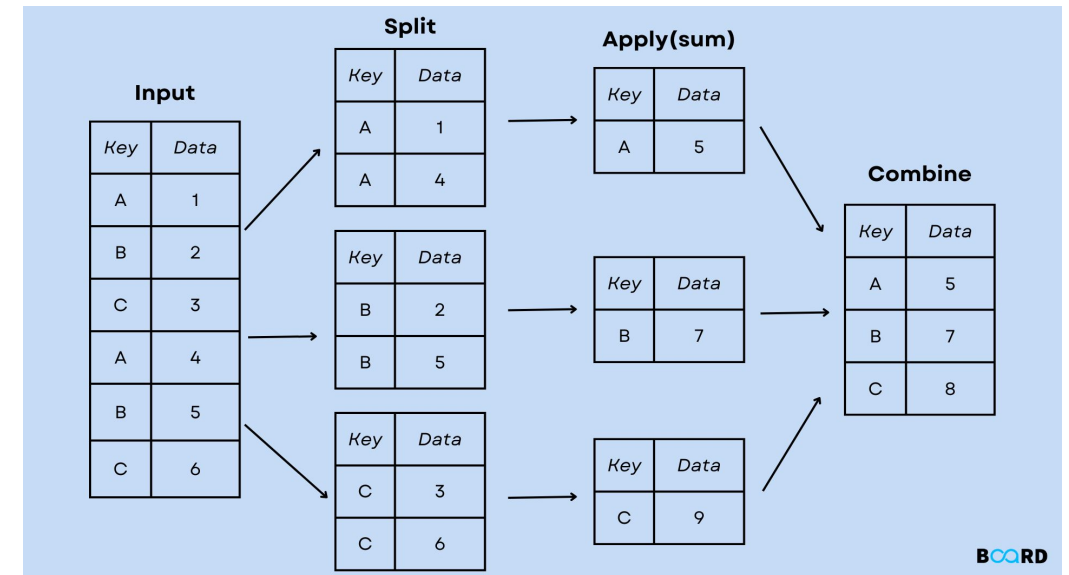 Input
Key Data
A 1
B 2
C 3
A 4
B 5
C 6
Split
Key Data
A 1
A 4
Key Data
B 2
B 5
Key Data
C 3
C 6
Apply(sum)
Key Data
A 5
Key Data
B 7
Key Data
C 9
Combine
Key Data
A 5
B 7
C 8
BOARD